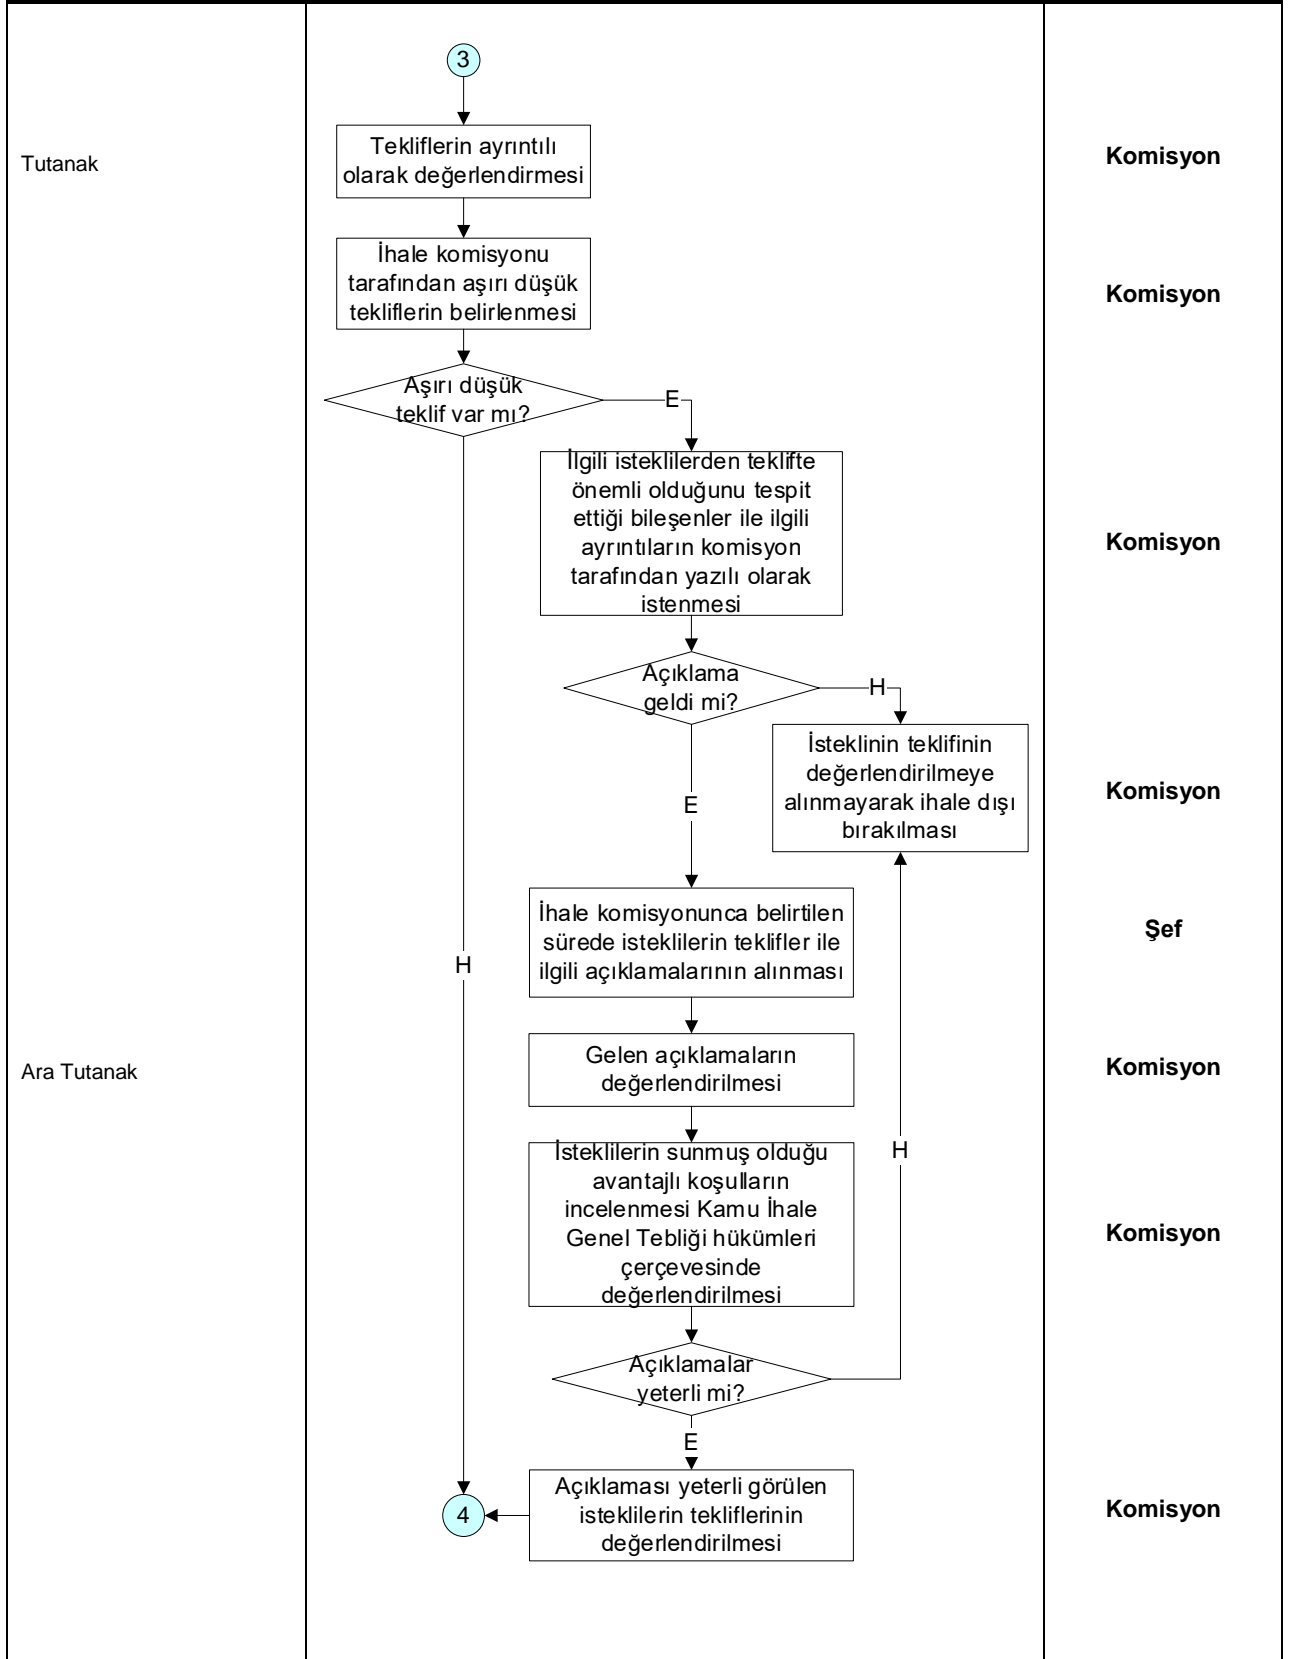 3
Tutanak
Tekliflerin ayrıntılı
olarak değerlendirmesi
Komisyon
İhale komisyonu
tarafından aşırı düşük
tekliflerin belirlenmesi
Komisyon
Aşırı düşük
teklif var mı?
E
İlgili isteklilerden teklifte
önemli olduğunu tespit
ettiği bileşenler ile ilgili
ayrıntıların komisyon
tarafından yazılı olarak
istenmesi
Komisyon
Açıklama
geldi mi?
H
İsteklinin teklifinin
değerlendirilmeye
alınmayarak ihale dışı
bırakılması
Komisyon
E
İhale komisyonunca belirtilen
sürede isteklilerin teklifler ile
ilgili açıklamalarının alınması
Şef
H
Ara Tutanak
Gelen açıklamaların
değerlendirilmesi
Komisyon
İsteklilerin sunmuş olduğu
avantajlı koşulların
incelenmesi Kamu İhale
Genel Tebliği hükümleri
çerçevesinde
değerlendirilmesi
H
Komisyon
Açıklamalar
yeterli mi?
E
Açıklaması yeterli görülen
isteklilerin tekliflerinin
değerlendirilmesi
4
Komisyon